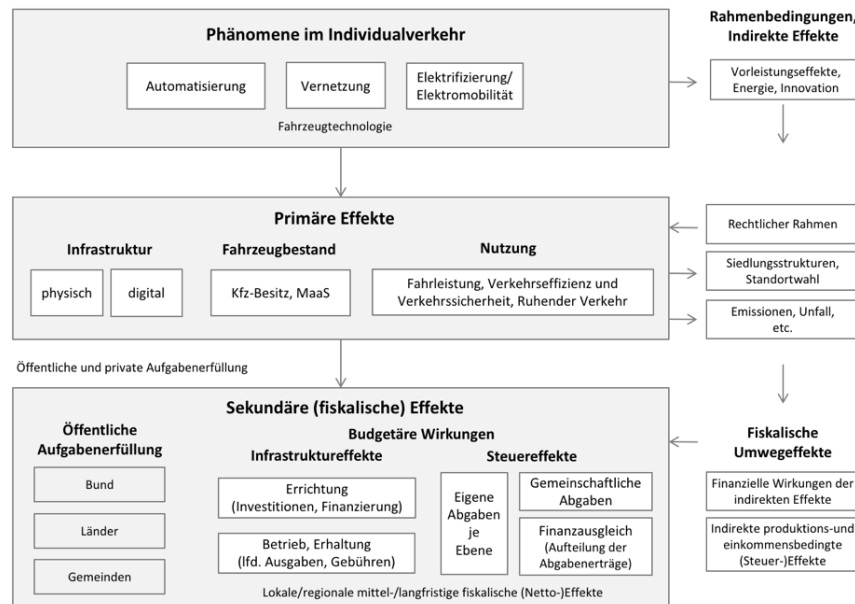 Phänomene im Individualverkehr
Automatisierung
Vernetzung
Elektrifizierung/
Elektromobilität
Fahrzeugtechnologie
Rahmenbedingungen,
Indirekte Effekte
Vorleistungseffekte,
Energie, Innovation
Primäre Effekte
Infrastruktur
physisch
digital
Fahrzeugbestand
Kfz-Besitz, MaaS
Nutzung
Fahrleistung, Verkehrseffizienz und
Verkehrssicherheit, Ruhender Verkehr
Rechtlicher Rahmen
Siedlungsstrukturen,
Standortwahl
Emissionen, Unfall,
etc.
Öffentliche und private Aufgabenerfüllung
Sekundäre (fiskalische) Effekte
Öffentliche
Aufgabenerfüllung
Bund
Länder
Gemeinden
Budgetäre Wirkungen
Infrastruktureffekte
Errichtung
(Investitionen, Finanzierung)
Betrieb, Erhaltung
(lfd. Ausgaben, Gebühren)
Steuereffekte
Eigene
Abgaben
je
Ebene
Gemeinschaftliche
Abgaben
Finanzausgleich
(Aufteilung der
Abgabenerträge)
Lokale/regionale mittel-/langfristige fiskalische (Netto-)Effekte
Fiskalische
Umwegeffekte
Finanzielle Wirkungen der
indirekten Effekte
Indirekte produktions-und
einkommensbedingte
(Steuer-)Effekte